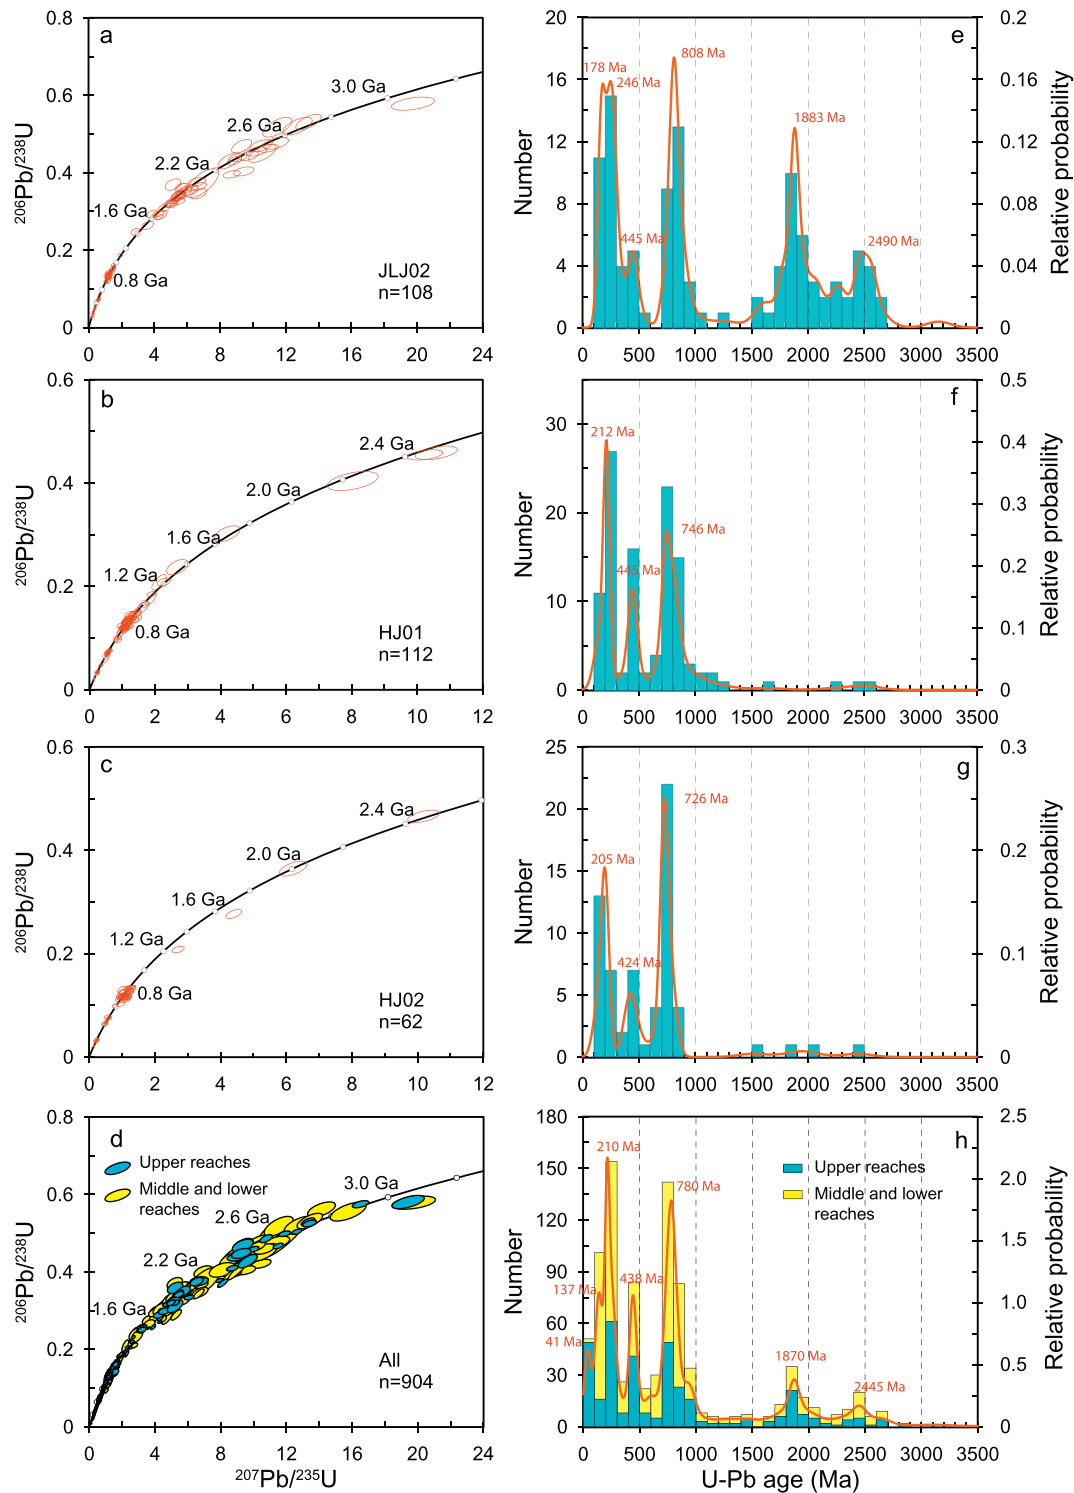 a
0.8
0.6
0.4
0.2
0
206Pb/238U
3.0 Ga
2.6 Ga
2.2 Ga
1.6 Ga
0.8 Ga
JLJ02
n=108
0 4 8 12 16 20 24
e
20
16
12
8
4
0
Number
178 Ma
246 Ma
445 Ma
808 Ma
1883 Ma
2490 Ma
0.2
0.16
0.12
0.08
0.04
0
Relative probability
0 500 1000 1500 2000 2500 3000 3500
b
0.6
0.4
0.2
0
206Pb/238U
2.4 Ga
2.0 Ga
1.6 Ga
1.2 Ga
0.8 Ga
HJ01
n=112
0 2 4 6 8 10 12
f
30
20
10
0
Number
212 Ma
445 Ma
746 Ma
0.5
0.4
0.3
0.2
0.1
0
Relative probability
0 500 1000 1500 2000 2500 3000 3500
c
0.6
0.4
0.2
0
206Pb/238U
2.4 Ga
2.0 Ga
1.6 Ga
1.2 Ga
0.8 Ga
HJ02
n=62
0 2 4 6 8 10 12
g
25
20
15
10
5
0
Number
205 Ma
424 Ma
726 Ma
0.3
0.2
0.1
0
Relative probability
0 500 1000 1500 2000 2500 3000 3500
d
0.8
0.6
0.4
0.2
0
206Pb/238U
Upper reaches
Middle and lower
reaches
3.0 Ga
2.6 Ga
2.2 Ga
1.6 Ga
All
n=904
0 4 8 12 16 20 24
207Pb/235U
h
180
150
120
90
60
30
0
Number
210 Ma
780 Ma
438 Ma
137 Ma
41 Ma
1870 Ma
2445 Ma
Upper reaches
Middle and lower
reaches
2.5
2.0
1.5
1.0
0.5
0
Relative probability
0 500 1000 1500 2000 2500 3000 3500
U-Pb age (Ma)